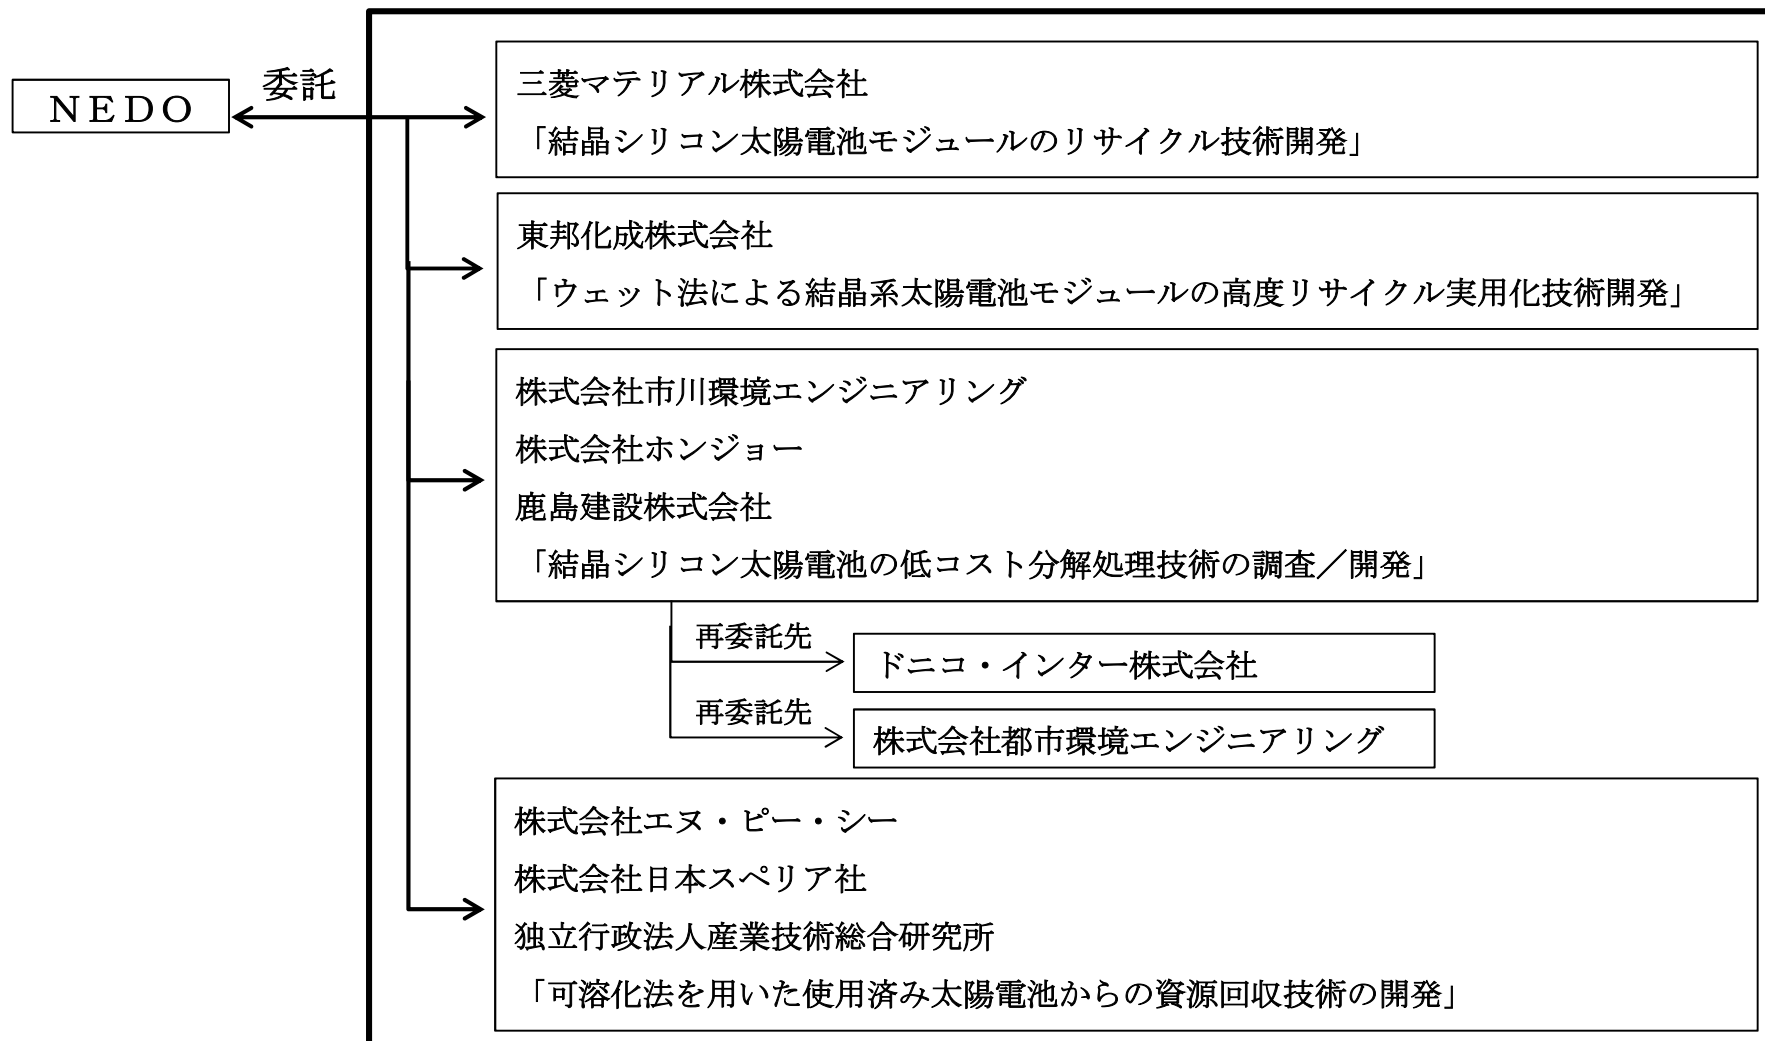 NEDO
委託
三菱マテリアル株式会社
「結晶シリコン太陽電池モジュールのリサイクル技術開発」
東邦化成株式会社
「ウェット法による結晶系太陽電池モジュールの高度リサイクル実用化技術開発」
株式会社市川環境エンジニアリング
株式会社ホンジョー
鹿島建設株式会社
「結晶シリコン太陽電池の低コスト分解処理技術の調査／開発」
再委託先
ドニコ・インター株式会社
再委託先
株式会社都市環境エンジニアリング
株式会社エヌ・ピー・シー
株式会社日本スペリア社
独立行政法人産業技術総合研究所
「可溶化法を用いた使用済み太陽電池からの資源回収技術の開発」